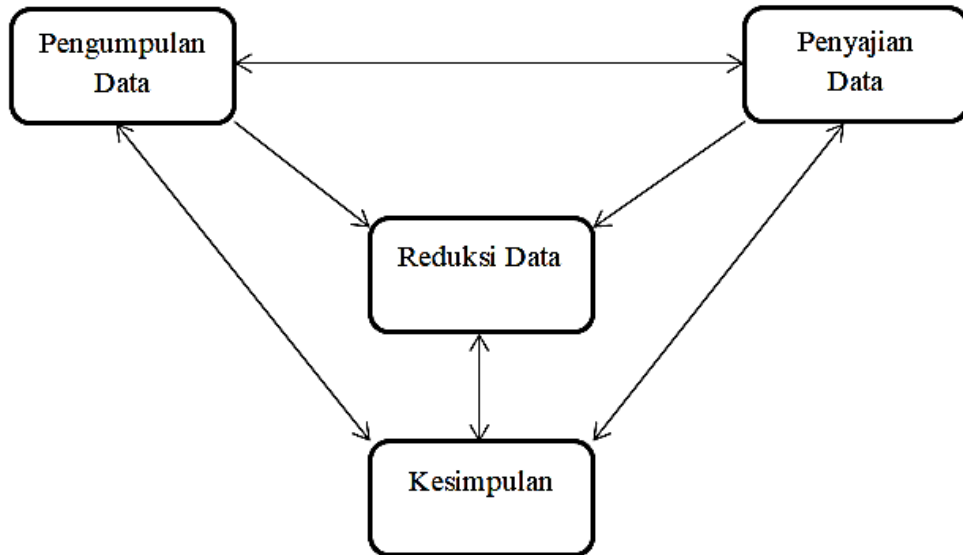 Pengumpulan
Data
Penyajian
Data
Reduksi Data
Kesimpulan